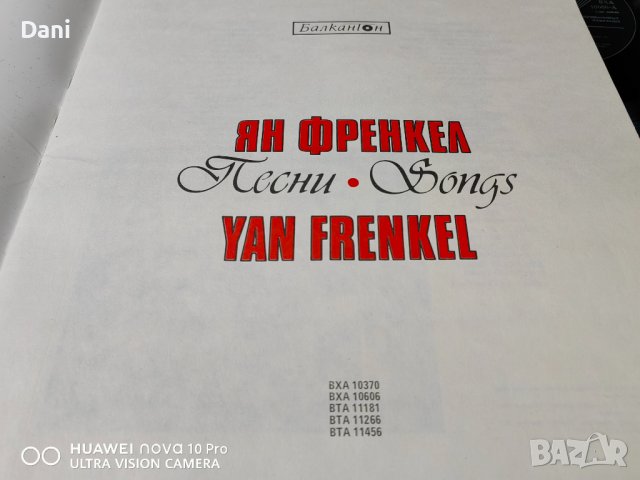 Dani
Балкантон
ЯН ФРЕНКЕЛ
Песни • Songs
YAN FRENKEL
ВХА 10370
ВХА 10606
ВТА 11181
ВТА 11266
ВТА 11456
HUAWEI nova 10 Pro
ULTRA VISION CAMERA
BAZAR